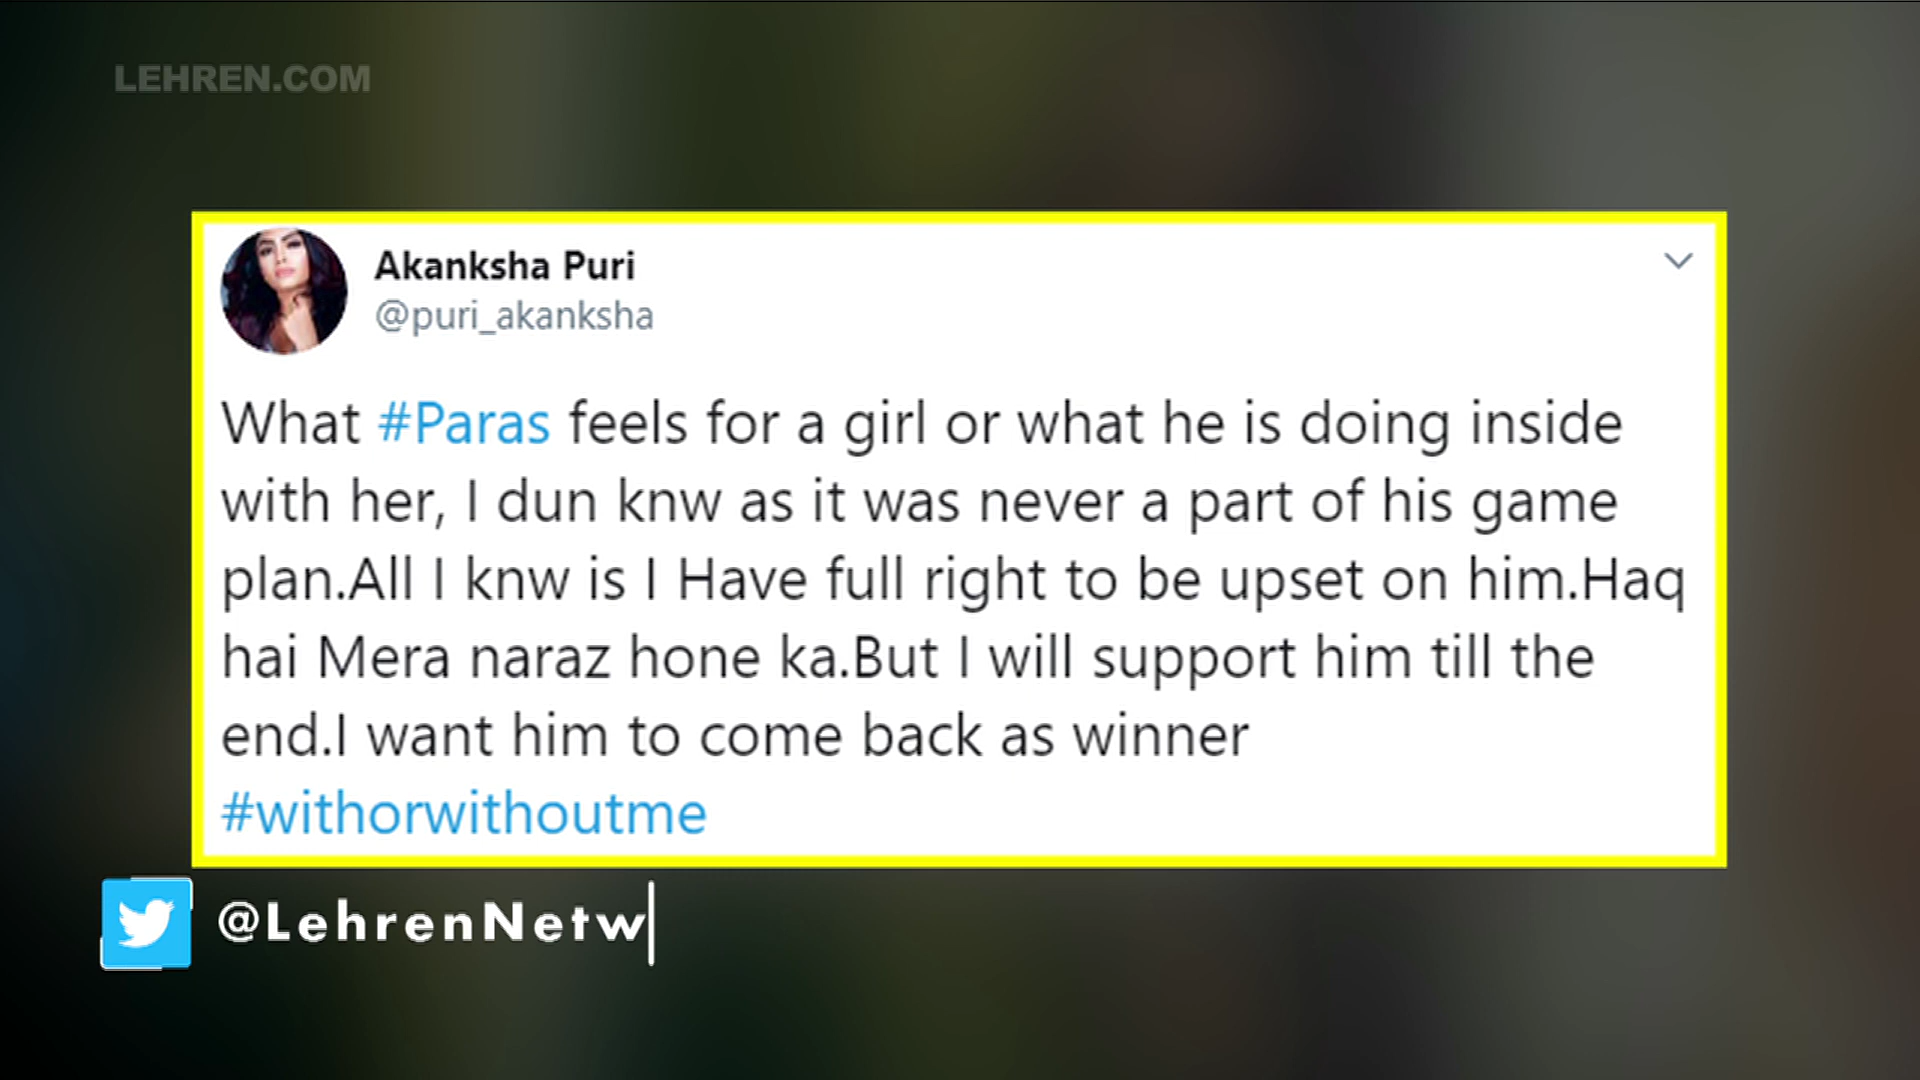 LEHREN.COM
Akanksha Puri
@puri_akanksha
What #Paras feels for a girl or what he is doing inside
with her, I dun knw as it was never a part of his game
plan.All I knw is I Have full right to be upset on him.Haq
hai Mera naraz hone ka.But I will support him till the
end.I want him to come back as winner
#withorwithoutme
@LehrenNetw